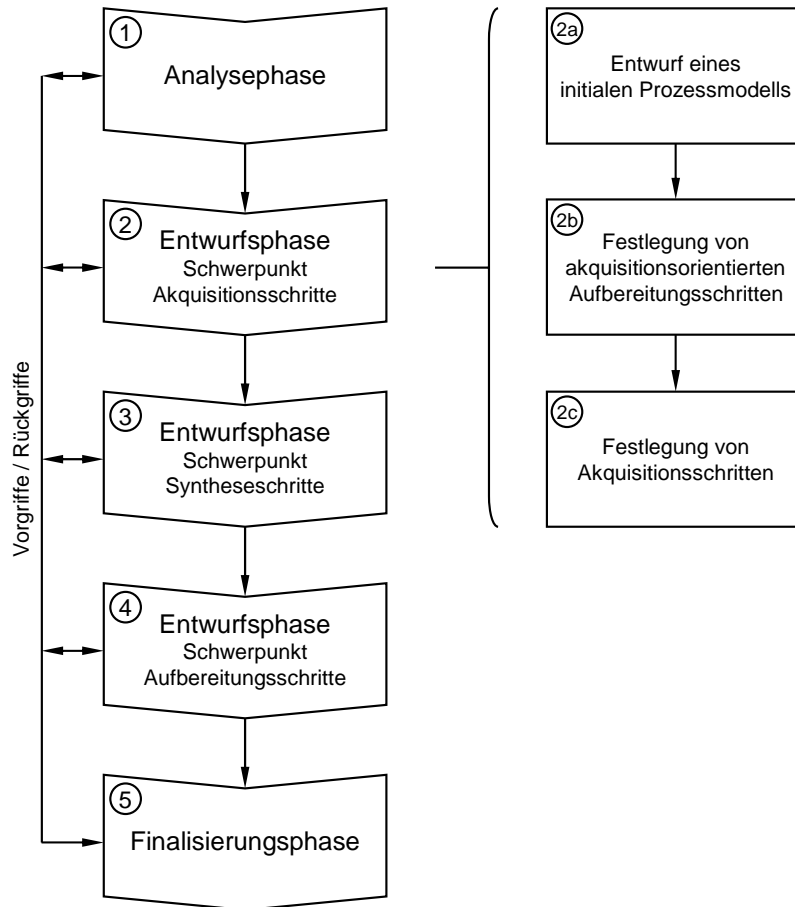 1
Analysephase
2
Entwurfsphase
Schwerpunkt
Akquisitionsschritte
3
Entwurfsphase
Schwerpunkt
Syntheseschritte
4
Entwurfsphase
Schwerpunkt
Aufbereitungsschritte
5
Finalisierungsphase
Vorgriffe / Rückgriffe
2a
Entwurf eines
initialen Prozessmodells
2b
Festlegung von
akquisitionsorientierten
Aufbereitungsschritten
2c
Festlegung von
Akquisitionsschritten